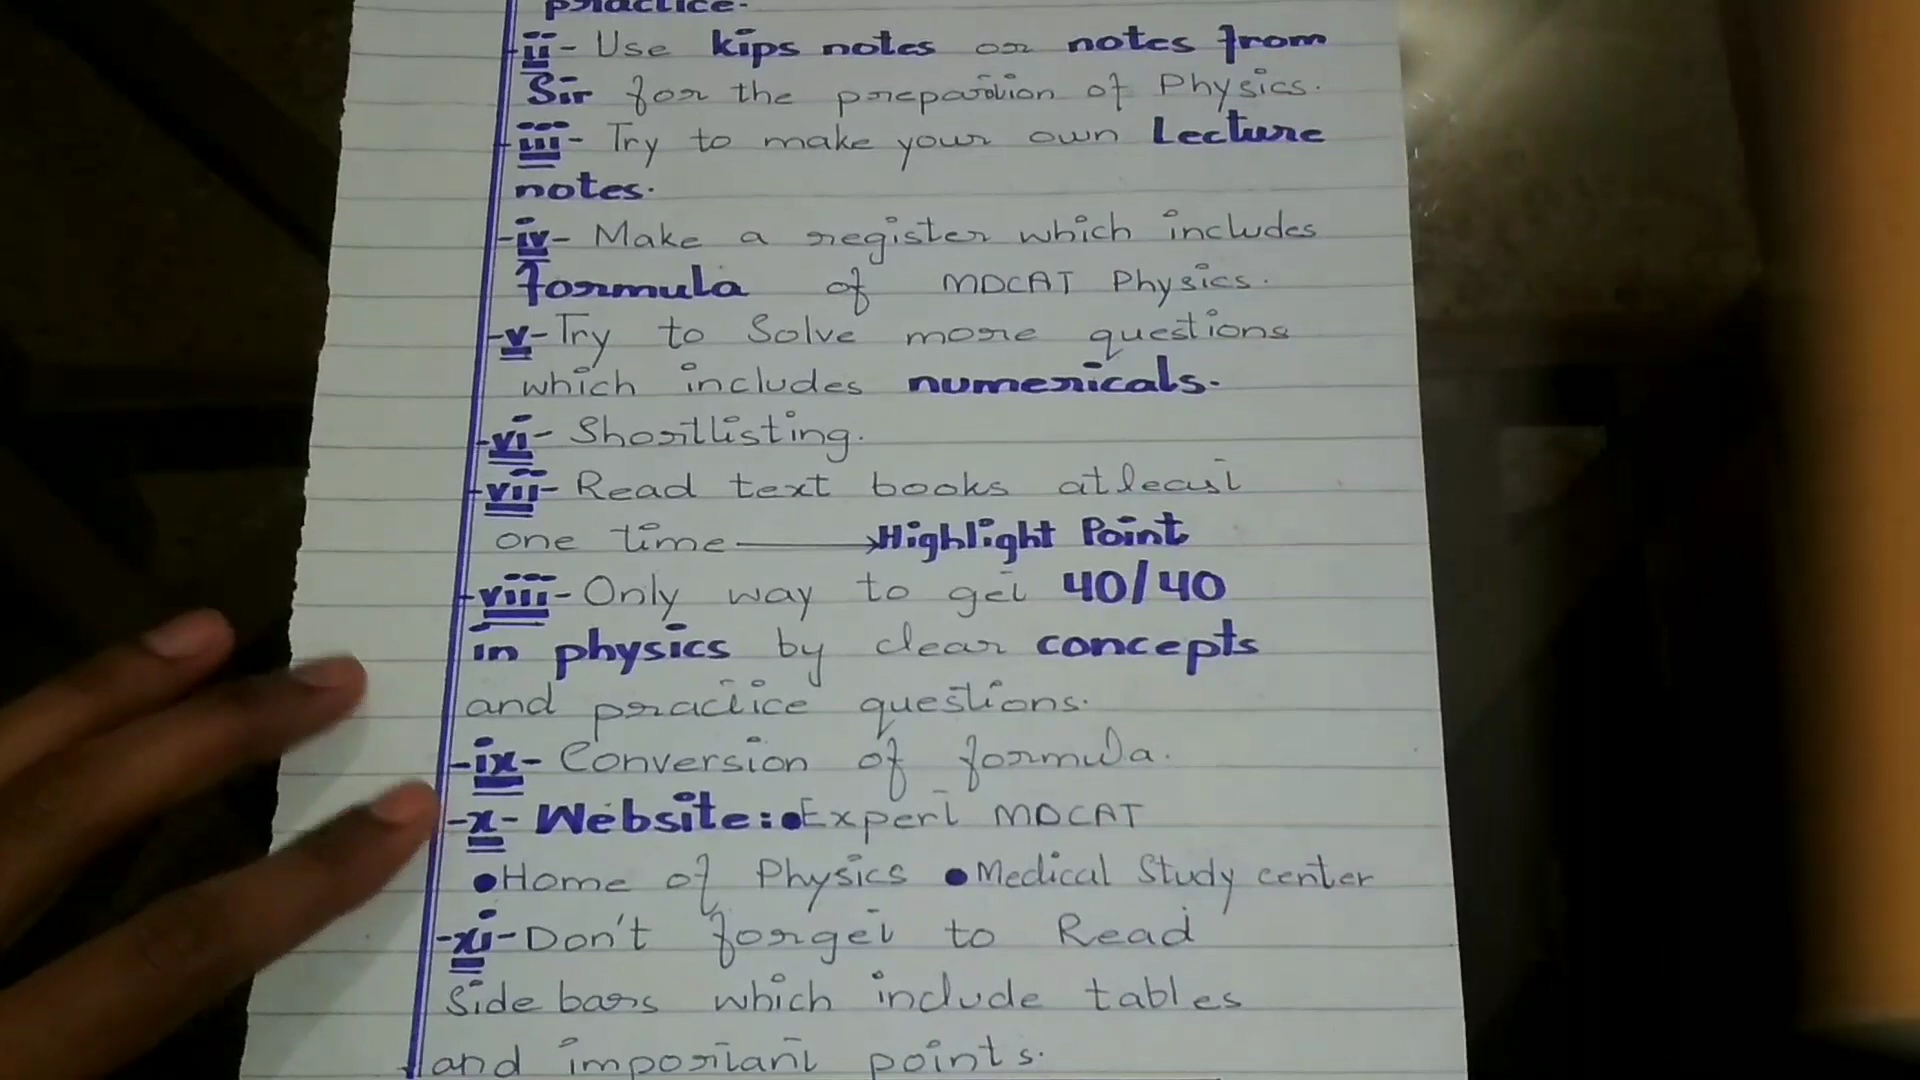 practice.
ii- Use kips notes or notes from
Sir for the preparation of Physics.
iii- Try to make your own Lecture
notes.
iv- Make a register which includes
formula of MDCAT Physics.
v- Try to Solve more questions
which includes numericals.
vi- Shortlisting.
vii- Read text books atleast
one time → Highlight Point
viii- Only way to get 40/40
in physics by clear concepts
and practice questions.
ix- Conversion of formula.
x- Website: • Expert MDCAT
• Home of Physics • Medical Study center
xi- Don't forget to Read
Side bars which include tables
and important points.